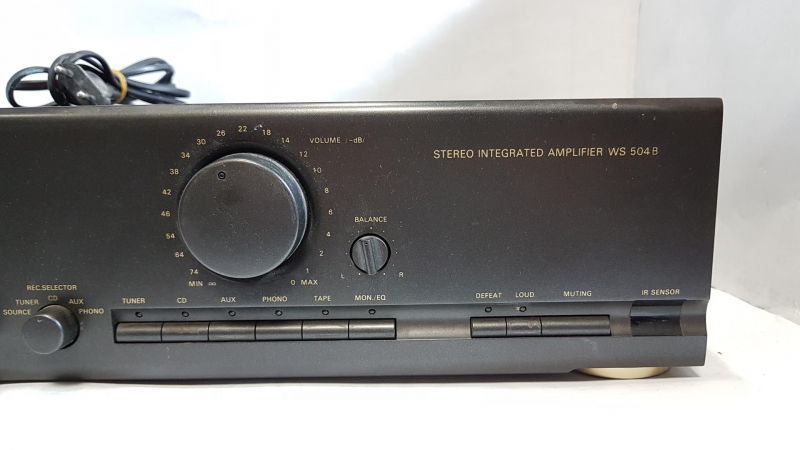 STEREO INTEGRATED AMPLIFIER WS 504B
VOLUME (-dB)
22
26 18
30 14
34 12
38 10
42 8
46 6
54 4
64 2
74 1
MIN ∞ 0 MAX
BALANCE
L R
REC.SELECTOR
CD
TUNER AUX
SOURCE PHONO
TUNER CD AUX PHONO TAPE MON./EQ
DEFEAT LOUD MUTING IR SENSOR